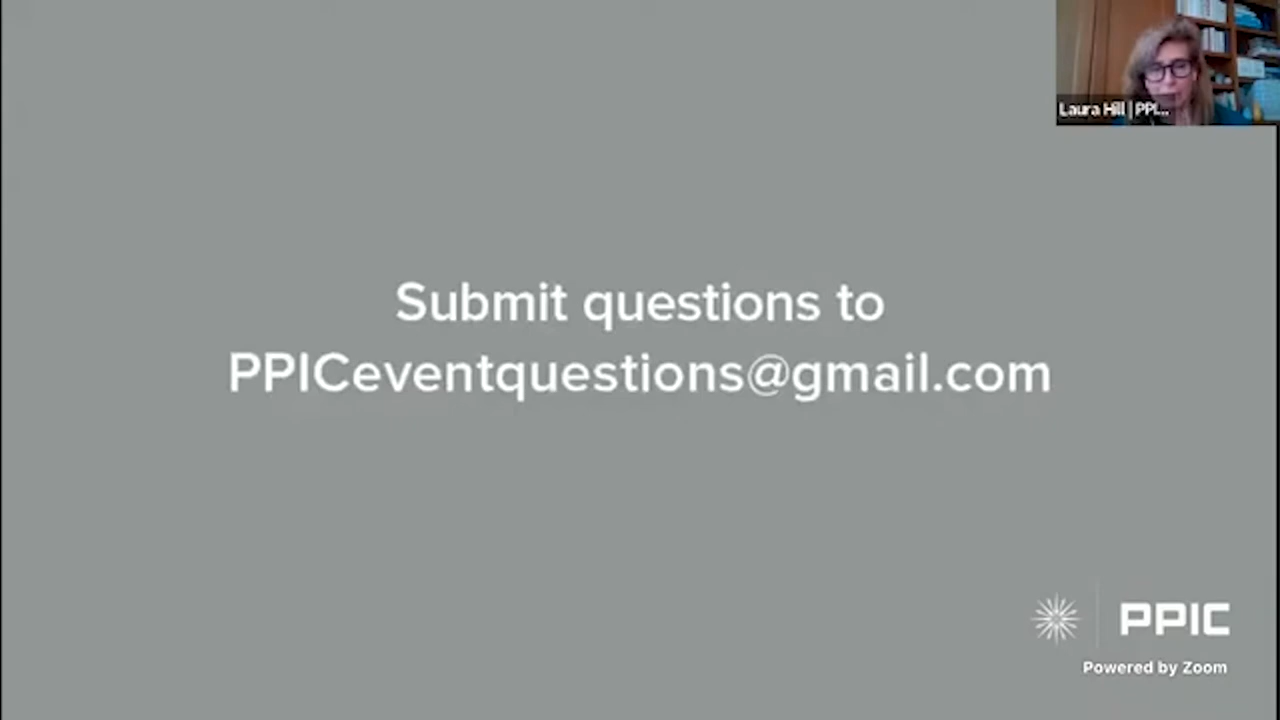 Laura Hill | PPI...
Submit questions to
PPICeventquestions@gmail.com
PPIC
Powered by Zoom